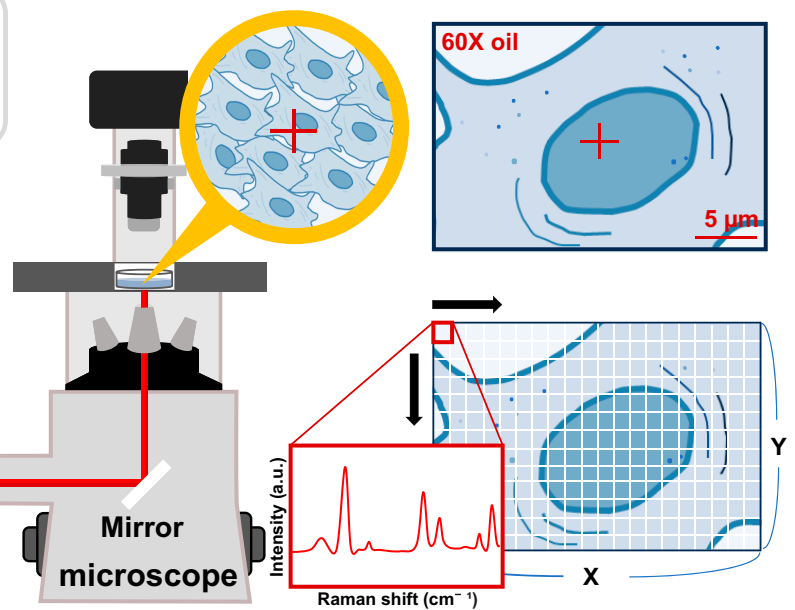 60X oil
5 µm
Y
X
Intensity (a.u.)
Raman shift (cm⁻ ¹)
Mirror
microscope